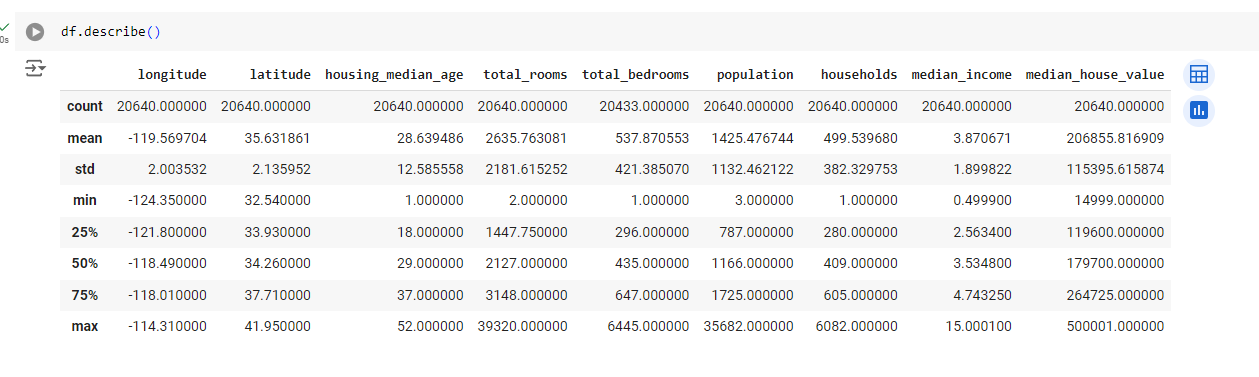 df.describe()
0s
longitude latitude housing_median_age total_rooms total_bedrooms population households median_income median_house_value
count 20640.000000 20640.000000 20640.000000 20640.000000 20433.000000 20640.000000 20640.000000 20640.000000 20640.000000
mean -119.569704 35.631861 28.639486 2635.763081 537.870553 1425.476744 499.539680 3.870671 206855.816909
std 2.003532 2.135952 12.585558 2181.615252 421.385070 1132.462122 382.329753 1.899822 115395.615874
min -124.350000 32.540000 1.000000 2.000000 1.000000 3.000000 1.000000 0.499900 14999.000000
25% -121.800000 33.930000 18.000000 1447.750000 296.000000 787.000000 280.000000 2.563400 119600.000000
50% -118.490000 34.260000 29.000000 2127.000000 435.000000 1166.000000 409.000000 3.534800 179700.000000
75% -118.010000 37.710000 37.000000 3148.000000 647.000000 1725.000000 605.000000 4.743250 264725.000000
max -114.310000 41.950000 52.000000 39320.000000 6445.000000 35682.000000 6082.000000 15.000100 500001.000000